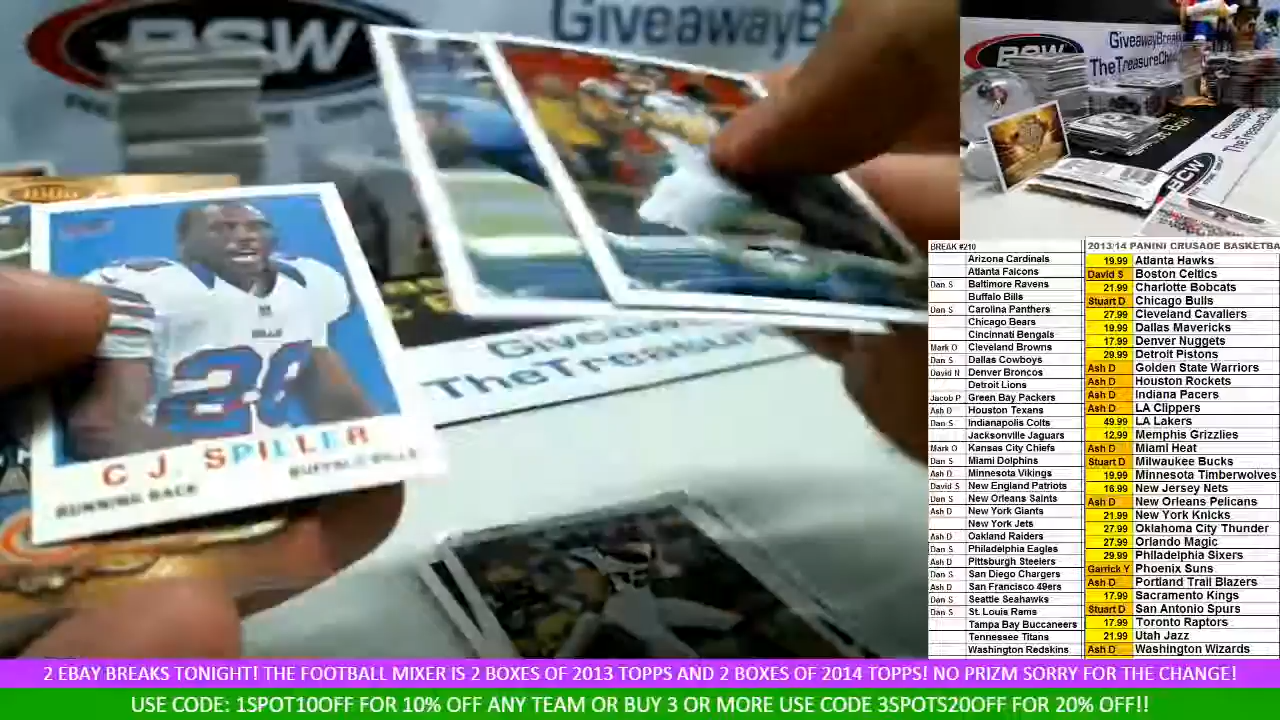 BSW
GiveawayB
C.J. SPILLER
RUNNING BACK
BUFFALO BILLS
BILLS
28
Giveaw
TheTreasur
GiveawayBreak
TheTreasureChe
BREAK #210
Arizona Cardinals
Atlanta Falcons
Dan S Baltimore Ravens
Buffalo Bills
Dan S Carolina Panthers
Chicago Bears
Cincinnati Bengals
Mark O Cleveland Browns
Dan S Dallas Cowboys
David N Denver Broncos
Detroit Lions
Jacob P Green Bay Packers
Ash D Houston Texans
Dan S Indianapolis Colts
Jacksonville Jaguars
Mark O Kansas City Chiefs
Dan S Miami Dolphins
Ash D Minnesota Vikings
David S New England Patriots
Dan S New Orleans Saints
Ash D New York Giants
New York Jets
Ash D Oakland Raiders
Dan S Philadelphia Eagles
Ash D Pittsburgh Steelers
Dan S San Diego Chargers
Ash D San Francisco 49ers
Dan S Seattle Seahawks
Dan S St. Louis Rams
Tampa Bay Buccaneers
Tennessee Titans
Washington Redskins
2013/14 PANINI CRUSADE BASKETBA
19.99 Atlanta Hawks
David S Boston Celtics
21.99 Charlotte Bobcats
Stuart D Chicago Bulls
27.99 Cleveland Cavaliers
19.99 Dallas Mavericks
17.99 Denver Nuggets
29.99 Detroit Pistons
Ash D Golden State Warriors
Ash D Houston Rockets
Ash D Indiana Pacers
Ash D LA Clippers
49.99 LA Lakers
12.99 Memphis Grizzlies
Ash D Miami Heat
Stuart D Milwaukee Bucks
19.99 Minnesota Timberwolves
16.99 New Jersey Nets
Ash D New Orleans Pelicans
21.99 New York Knicks
27.99 Oklahoma City Thunder
27.99 Orlando Magic
29.99 Philadelphia Sixers
Garrick Y Phoenix Suns
Ash D Portland Trail Blazers
17.99 Sacramento Kings
Stuart D San Antonio Spurs
17.99 Toronto Raptors
21.99 Utah Jazz
Ash D Washington Wizards
2 EBAY BREAKS TONIGHT! THE FOOTBALL MIXER IS 2 BOXES OF 2013 TOPPS AND 2 BOXES OF 2014 TOPPS! NO PRIZM SORRY FOR THE CHANGE!
USE CODE: 1SPOT10OFF FOR 10% OFF ANY TEAM OR BUY 3 OR MORE USE CODE 3SPOTS20OFF FOR 20% OFF!!